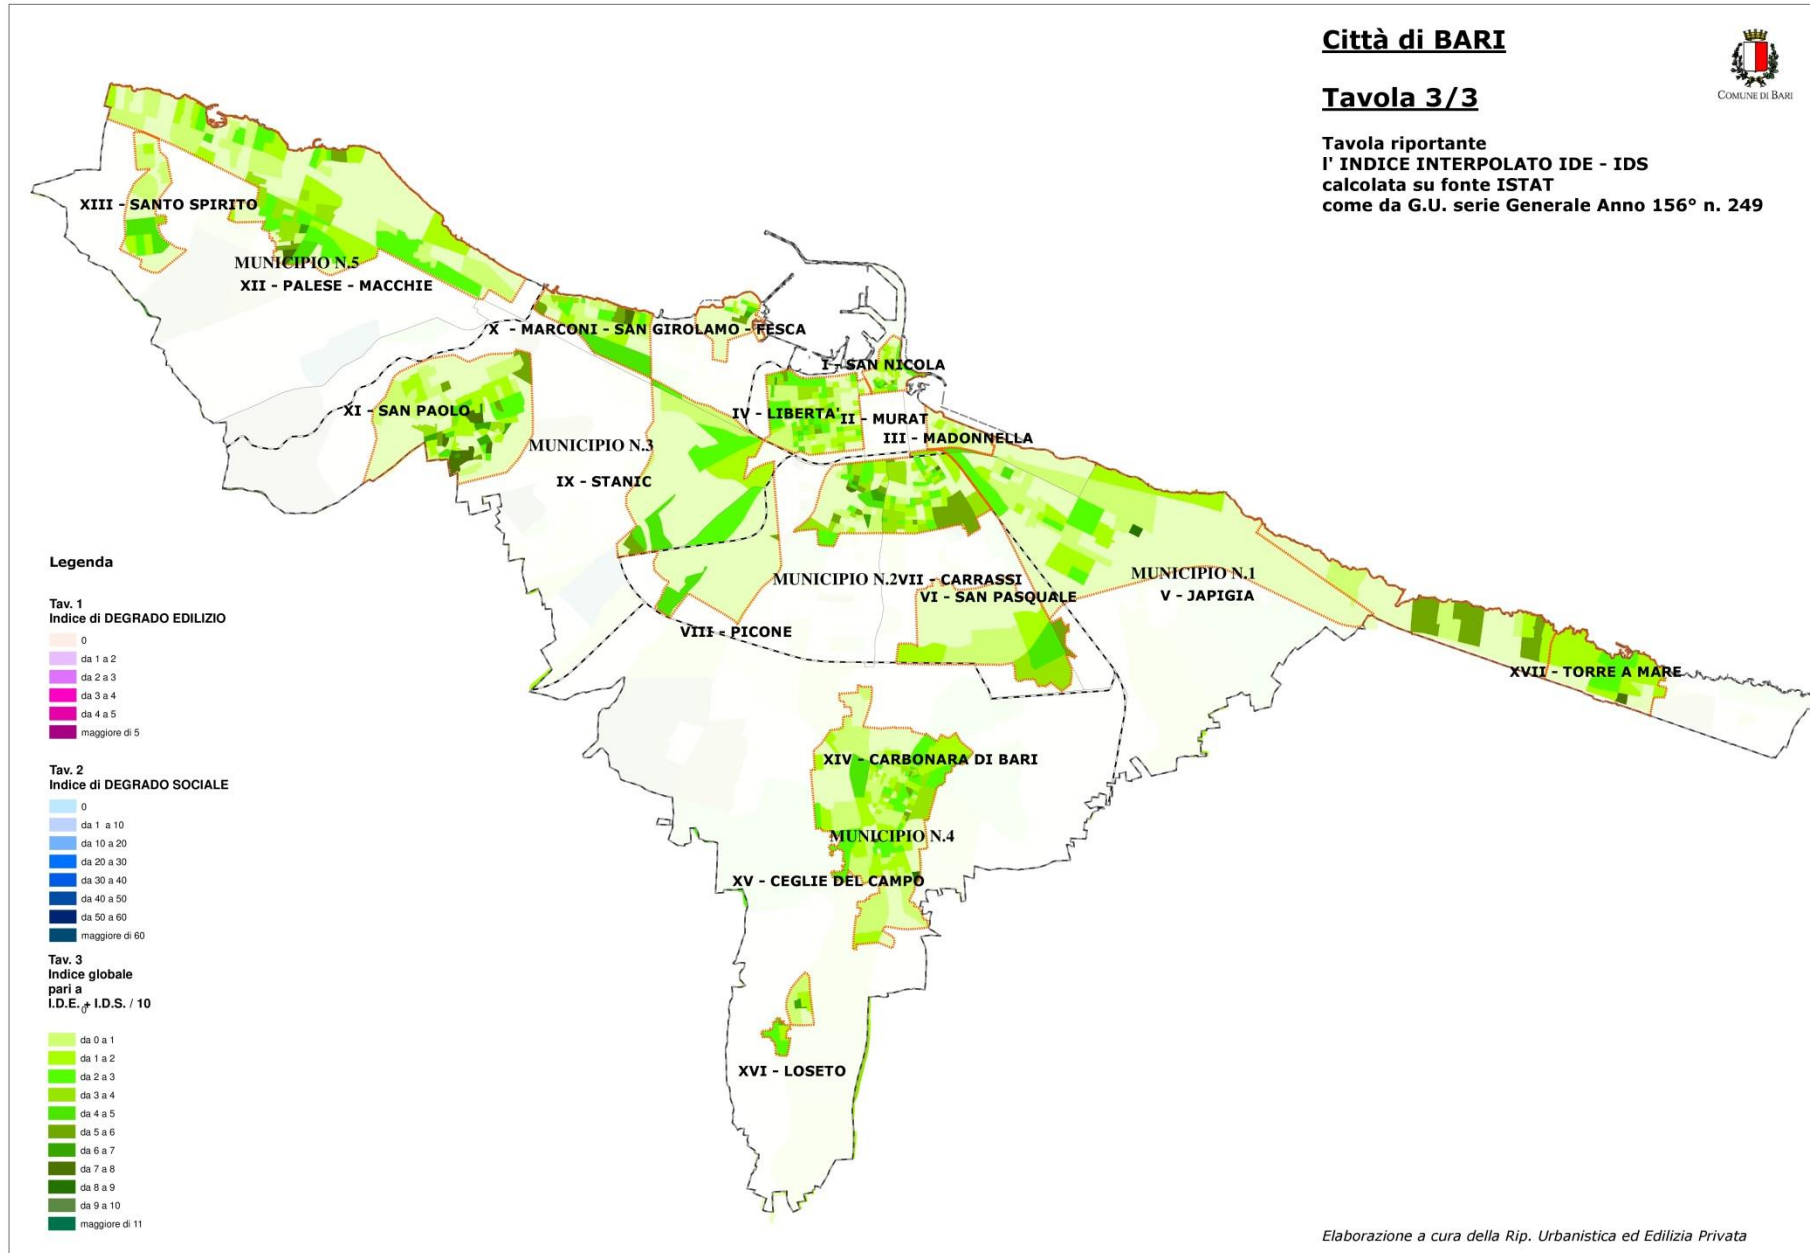 Città di BARI
Tavola 3/3
COMUNE DI BARI
Tavola riportante
l' INDICE INTERPOLATO IDE - IDS
calcolata su fonte ISTAT
come da G.U. serie Generale Anno 156° n. 249
XIII - SANTO SPIRITO
MUNICIPIO N.5
XII - PALESE - MACCHIE
X - MARCONI - SAN GIROLAMO - FESCA
I - SAN NICOLA
XI - SAN PAOLO
IV - LIBERTA'
II - MURAT
III - MADONNELLA
MUNICIPIO N.3
IX - STANIC
MUNICIPIO N.2
VII - CARRASSI
VI - SAN PASQUALE
MUNICIPIO N.1
V - JAPIGIA
VIII - PICONE
XVII - TORRE A MARE
XIV - CARBONARA DI BARI
MUNICIPIO N.4
XV - CEGLIE DEL CAMPO
XVI - LOSETO
Legenda
Tav. 1
Indice di DEGRADO EDILIZIO
0
da 1 a 2
da 2 a 3
da 3 a 4
da 4 a 5
maggiore di 5
Tav. 2
Indice di DEGRADO SOCIALE
0
da 1 a 10
da 10 a 20
da 20 a 30
da 30 a 40
da 40 a 50
da 50 a 60
maggiore di 60
Tav. 3
Indice globale
pari a
I.D.E. + I.D.S. / 10
0
da 0 a 1
da 1 a 2
da 2 a 3
da 3 a 4
da 4 a 5
da 5 a 6
da 6 a 7
da 7 a 8
da 8 a 9
da 9 a 10
maggiore di 11
Elaborazione a cura della Rip. Urbanistica ed Edilizia Privata